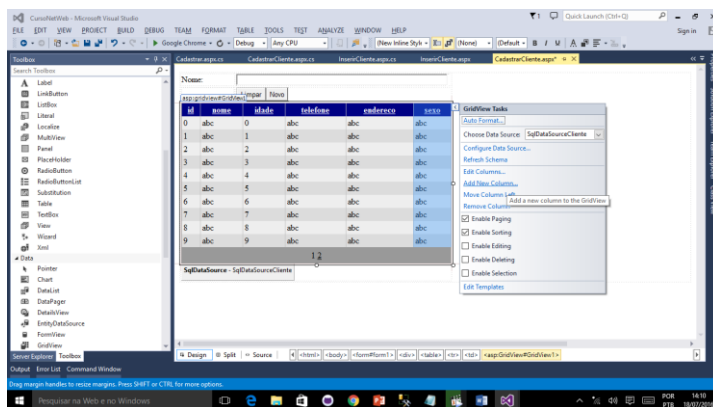 CursoNetWeb - Microsoft Visual Studio
Quick Launch (Ctrl+Q)
FILE EDIT VIEW PROJECT BUILD DEBUG TEAM FORMAT TABLE TOOLS TEST ANALYZE WINDOW HELP
Sign in
Google Chrome Debug Any CPU (New Inline Style (None) (Default B I U A
Toolbox
Cadastrar.aspx.cs CadastrarCliente.aspx.cs InserirCliente.aspx.cs InserirCliente.aspx CadastrarCliente.aspx*
Search Toolbox
Label
LinkButton
ListBox
Literal
Localize
MultiView
Panel
PlaceHolder
RadioButton
RadioButtonList
Substitution
Table
TextBox
View
Wizard
Xml
Data
Pointer
Chart
DataList
DataPager
DetailsView
EntityDataSource
FormView
GridView
Nome:
Limpar Novo
asp:gridview#GridView1
id nome idade telefone endereco sexo
0 abc 0 abc abc abc
1 abc 1 abc abc abc
2 abc 2 abc abc abc
3 abc 3 abc abc abc
4 abc 4 abc abc abc
5 abc 5 abc abc abc
6 abc 6 abc abc abc
7 abc 7 abc abc abc
8 abc 8 abc abc abc
9 abc 9 abc abc abc
1 2
SqlDataSource - SqlDataSourceCliente
GridView Tasks
Auto Format...
Choose Data Source: SqlDataSourceCliente
Configure Data Source...
Refresh Schema
Edit Columns...
Add New Column...
Move Column Left
Remove Column
Add a new column to the GridView
Enable Paging
Enable Sorting
Enable Editing
Enable Deleting
Enable Selection
Edit Templates
Design Split Source <html> <body> <form#form1> <div> <table> <tr> <td> <asp:GridView#GridView1>
Server Explorer Toolbox
Output Error List Command Window
Drag margin handles to resize margins. Press SHIFT or CTRL for more options.
Pesquisar na Web e no Windows
POR
PTB
14:10
18/07/2016